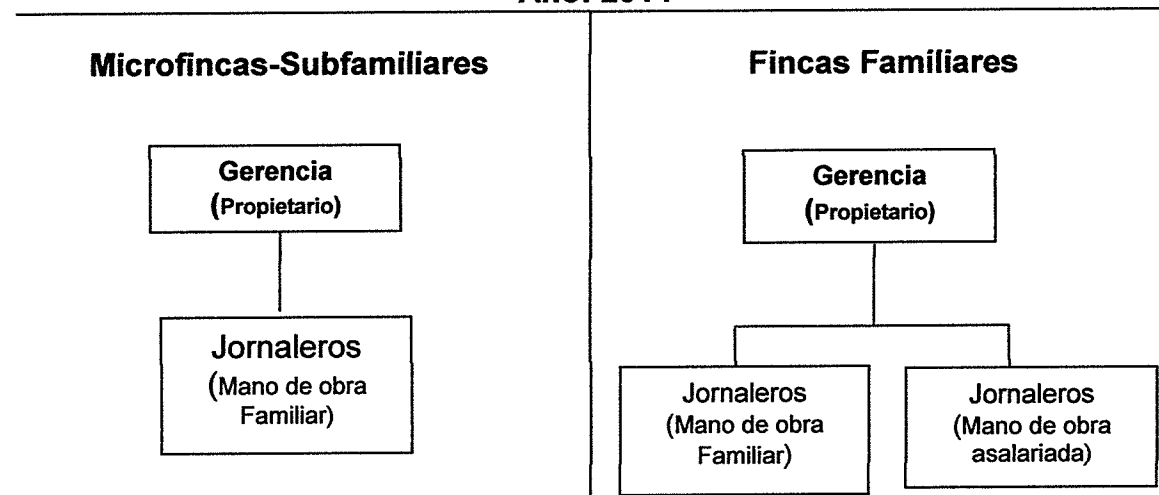 Microfincas-Subfamiliares
Gerencia
(Propietario)
Jornaleros
(Mano de obra
Familiar)
Fincas Familiares
Gerencia
(Propietario)
Jornaleros
(Mano de obra
Familiar)
Jornaleros
(Mano de obra
asalariada)